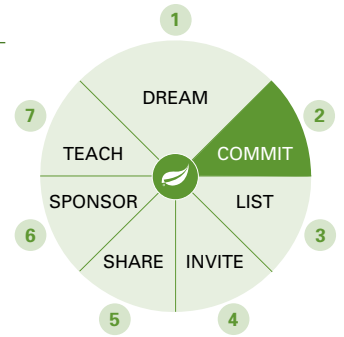 1
DREAM
2
COMMIT
3
LIST
4
INVITE
5
SHARE
6
SPONSOR
7
TEACH